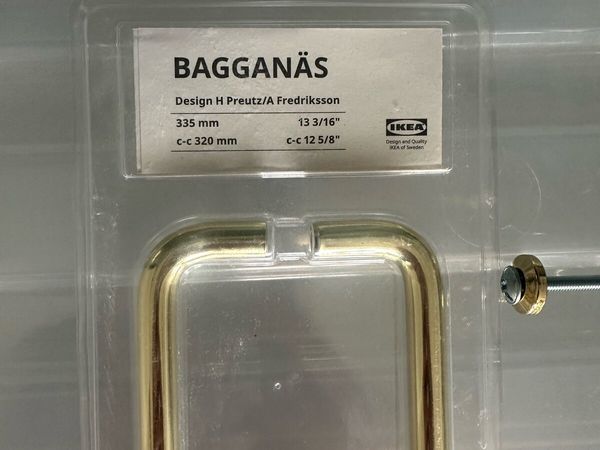 BAGGANÄS
Design H Preutz/A Fredriksson
335 mm 13 3/16"
c-c 320 mm c-c 12 5/8"
IKEA
Design and Quality
IKEA of Sweden